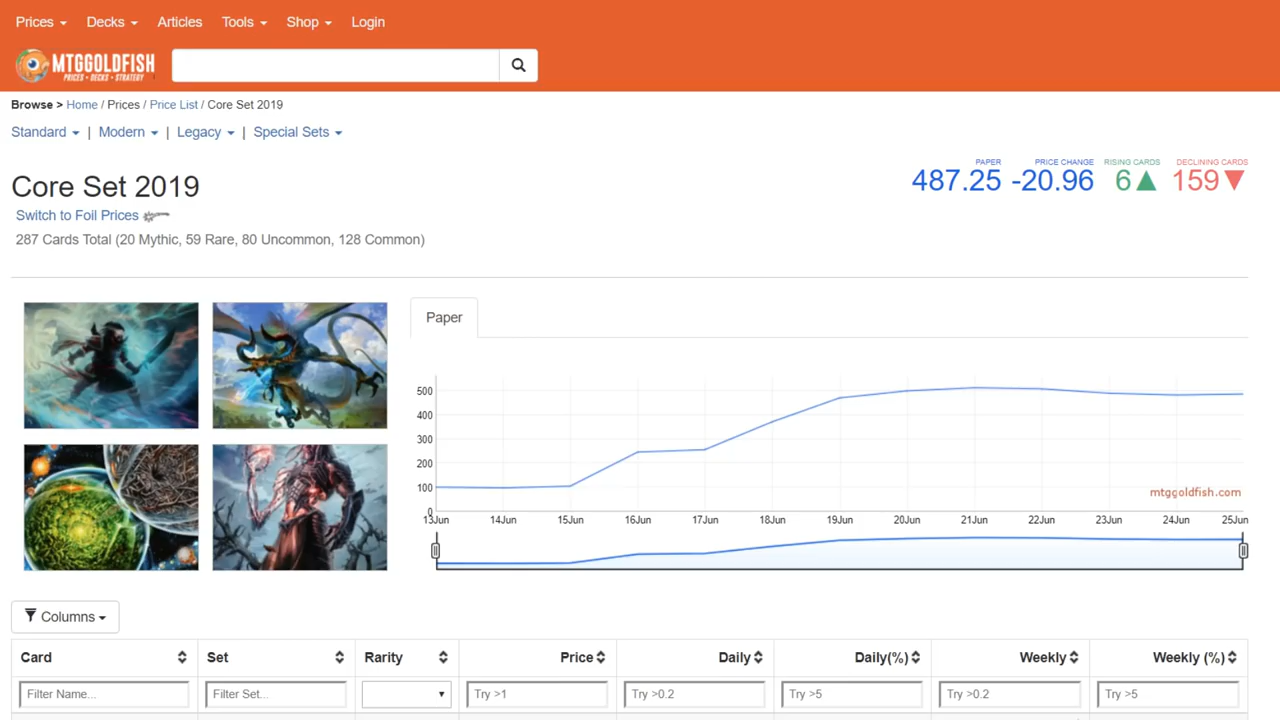 Prices Decks Articles Tools Shop Login
MTGGOLDFISH
PRICES • DECKS • STRATEGY
Browse > Home / Prices / Price List / Core Set 2019
Standard | Modern | Legacy | Special Sets
Core Set 2019
Switch to Foil Prices
287 Cards Total (20 Mythic, 59 Rare, 80 Uncommon, 128 Common)
PAPER PRICE CHANGE RISING CARDS DECLINING CARDS
487.25 -20.96 6▲ 159▼
Paper
500
400
300
200
100
0
mtggoldfish.com
13Jun 14Jun 15Jun 16Jun 17Jun 18Jun 19Jun 20Jun 21Jun 22Jun 23Jun 24Jun 25Jun
Columns
Card Set Rarity Price Daily Daily(%) Weekly Weekly (%)
Filter Name... Filter Set... Try >1 Try >0.2 Try >5 Try >0.2 Try >5